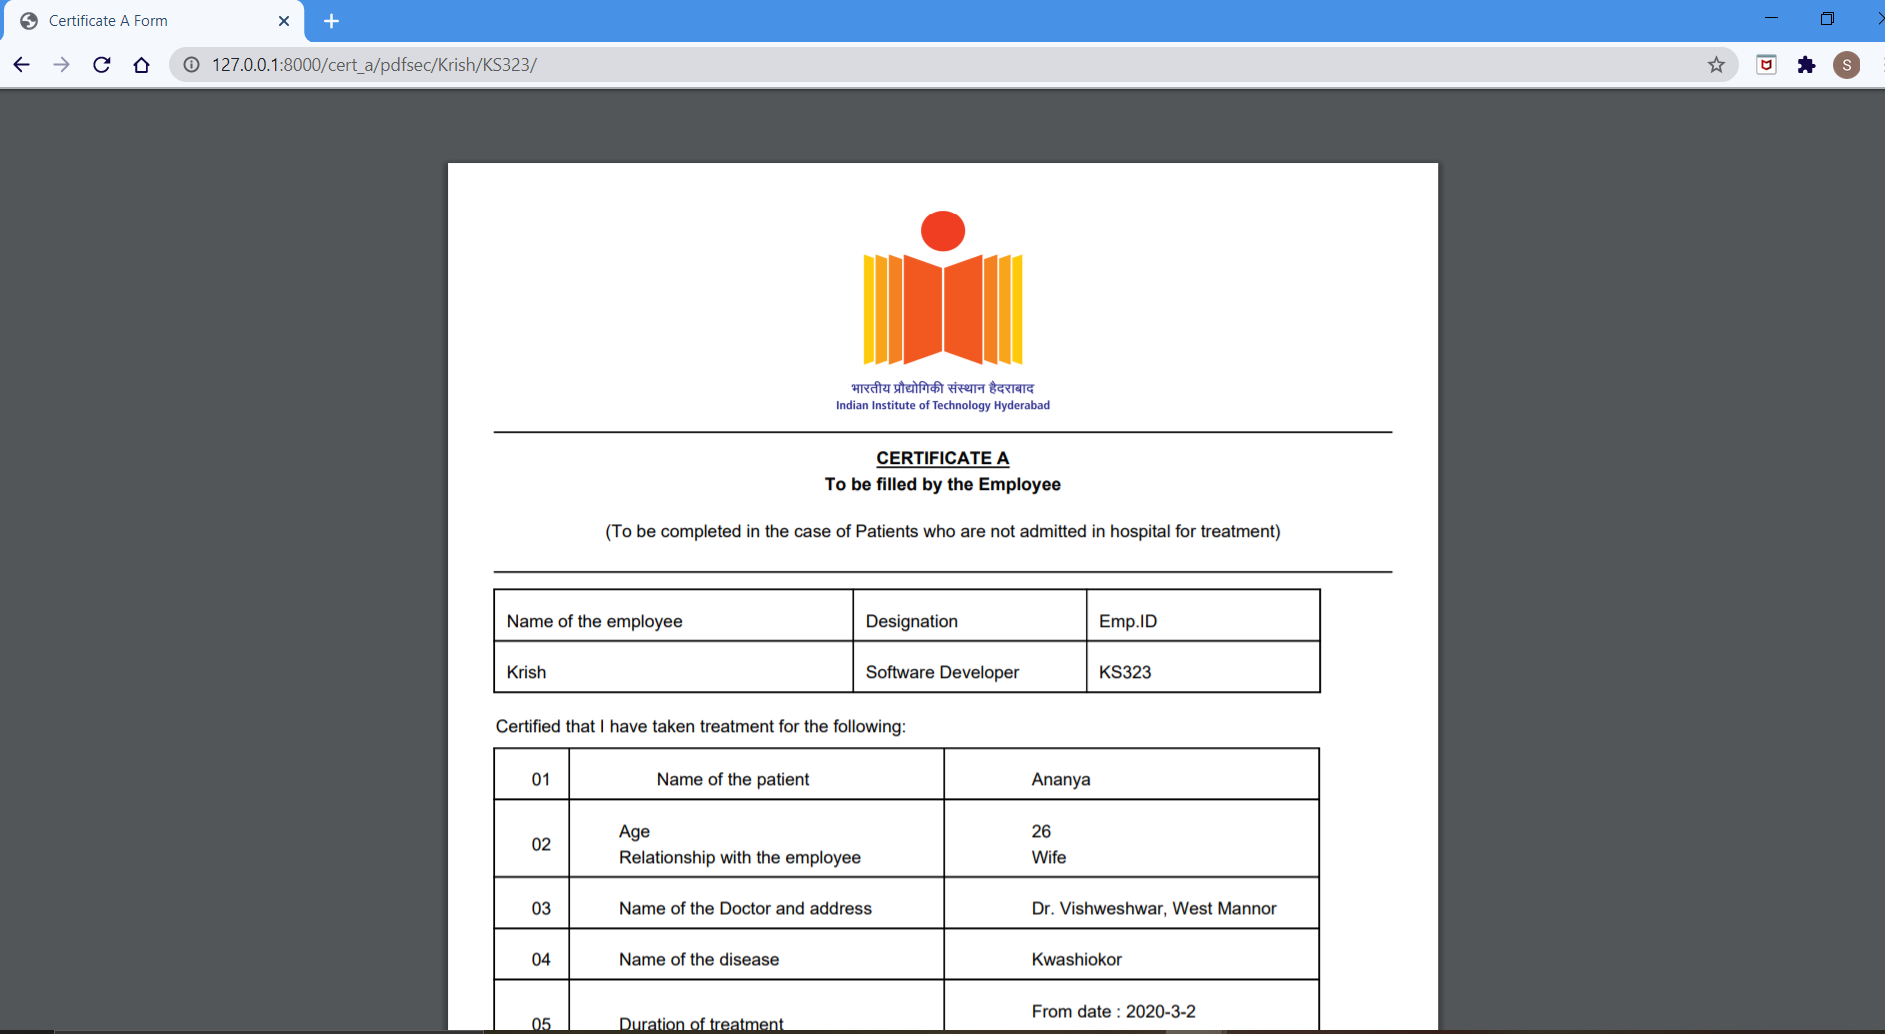 Certificate A Form
127.0.0.1:8000/cert_a/pdfsec/Krish/KS323/
S
भारतीय प्रौद्योगिकी संस्थान हैदराबाद
Indian Institute of Technology Hyderabad
CERTIFICATE A
To be filled by the Employee
(To be completed in the case of Patients who are not admitted in hospital for treatment)
Name of the employee Designation Emp.ID
Krish Software Developer KS323
Certified that I have taken treatment for the following:
01 Name of the patient Ananya
02 Age 26
Relationship with the employee Wife
03 Name of the Doctor and address Dr. Vishweshwar, West Mannor
04 Name of the disease Kwashiokor
From date : 2020-3-2
05 Duration of treatment